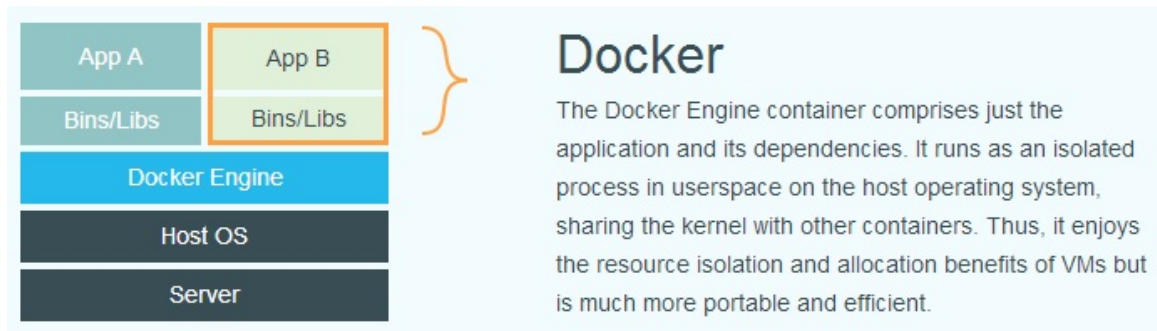 App A
App B
Bins/Libs
Bins/Libs
Docker Engine
Host OS
Server
Docker
The Docker Engine container comprises just the
application and its dependencies. It runs as an isolated
process in userspace on the host operating system,
sharing the kernel with other containers. Thus, it enjoys
the resource isolation and allocation benefits of VMs but
is much more portable and efficient.